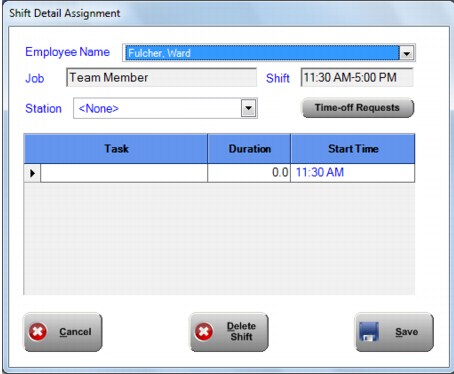 Shift Detail Assignment
Employee Name Fulcher, Ward
Job Team Member Shift 11:30 AM-5:00 PM
Station <None> Time-off Requests
Task Duration Start Time
0.0 11:30 AM
Cancel Delete Shift Save